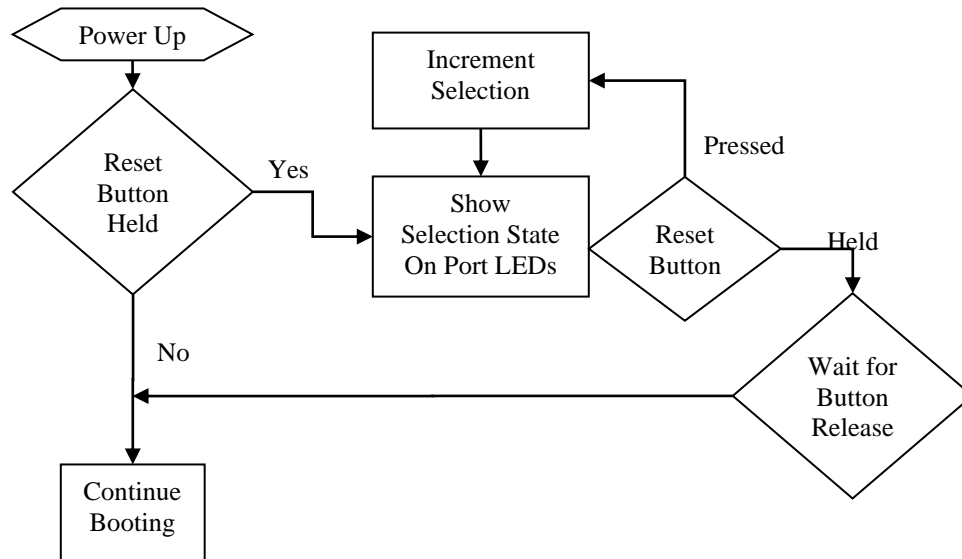 Power Up
Increment
Selection
Pressed
Reset
Button
Held
Yes
Show
Selection State
On Port LEDs
Reset
Button
Held
No
Wait for
Button
Release
Continue
Booting